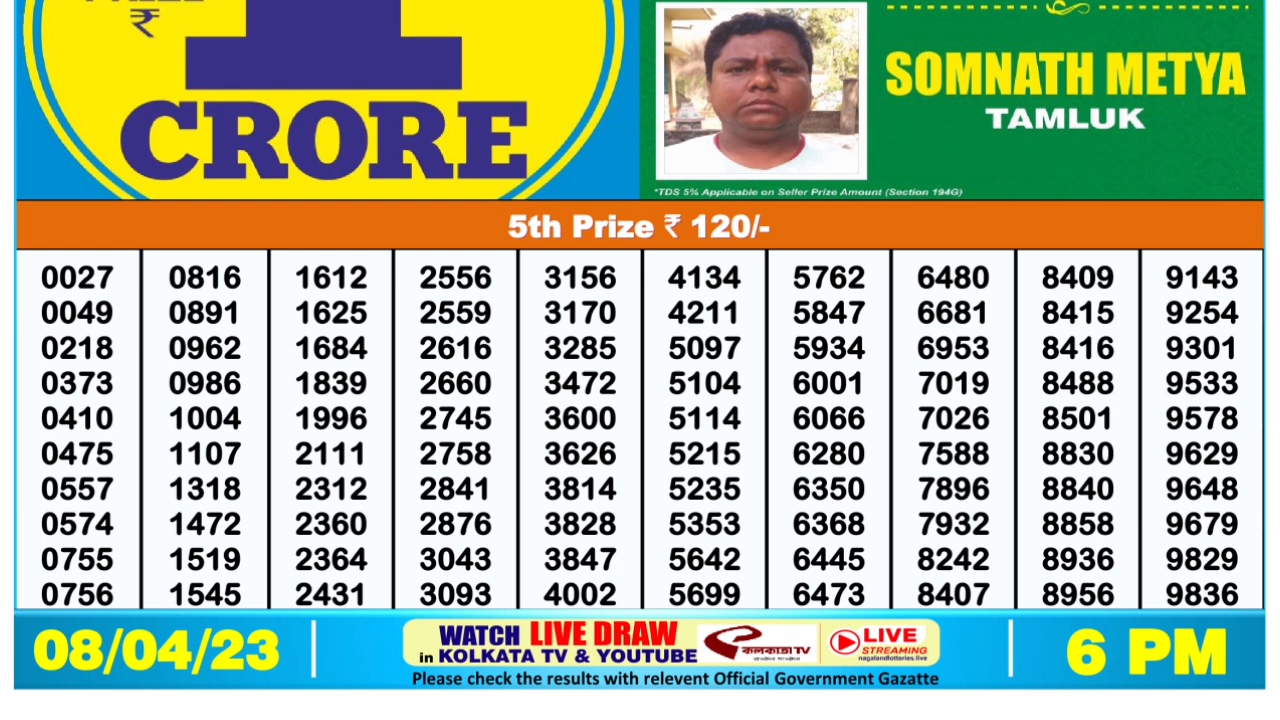 ₹
1
CRORE
SOMNATH METYA
TAMLUK
*TDS 5% Applicable on Seller Prize Amount (Section 194G)
5th Prize ₹ 120/-
0027 0816 1612 2556 3156 4134 5762 6480 8409 9143
0049 0891 1625 2559 3170 4211 5847 6681 8415 9254
0218 0962 1684 2616 3285 5097 5934 6953 8416 9301
0373 0986 1839 2660 3472 5104 6001 7019 8488 9533
0410 1004 1996 2745 3600 5114 6066 7026 8501 9578
0475 1107 2111 2758 3626 5215 6280 7588 8830 9629
0557 1318 2312 2841 3814 5235 6350 7896 8840 9648
0574 1472 2360 2876 3828 5353 6368 7932 8858 9679
0755 1519 2364 3043 3847 5642 6445 8242 8936 9829
0756 1545 2431 3093 4002 5699 6473 8407 8956 9836
08/04/23
WATCH LIVE DRAW
in KOLKATA TV & YOUTUBE
কলকাতা TV
LIVE
STREAMING
nagalandlotteries.live
Please check the results with relevent Official Government Gazatte
6 PM